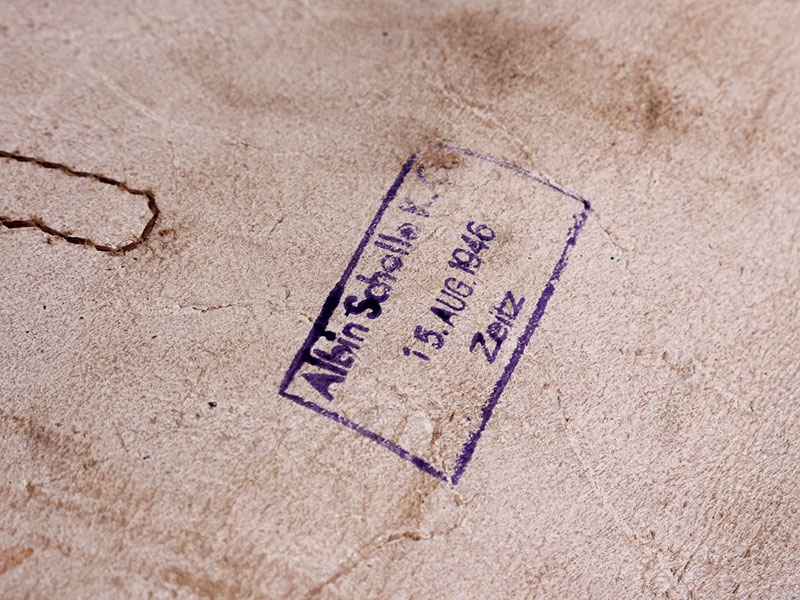 Albin Scholle K.G.
15. AUG. 1946
Zeitz